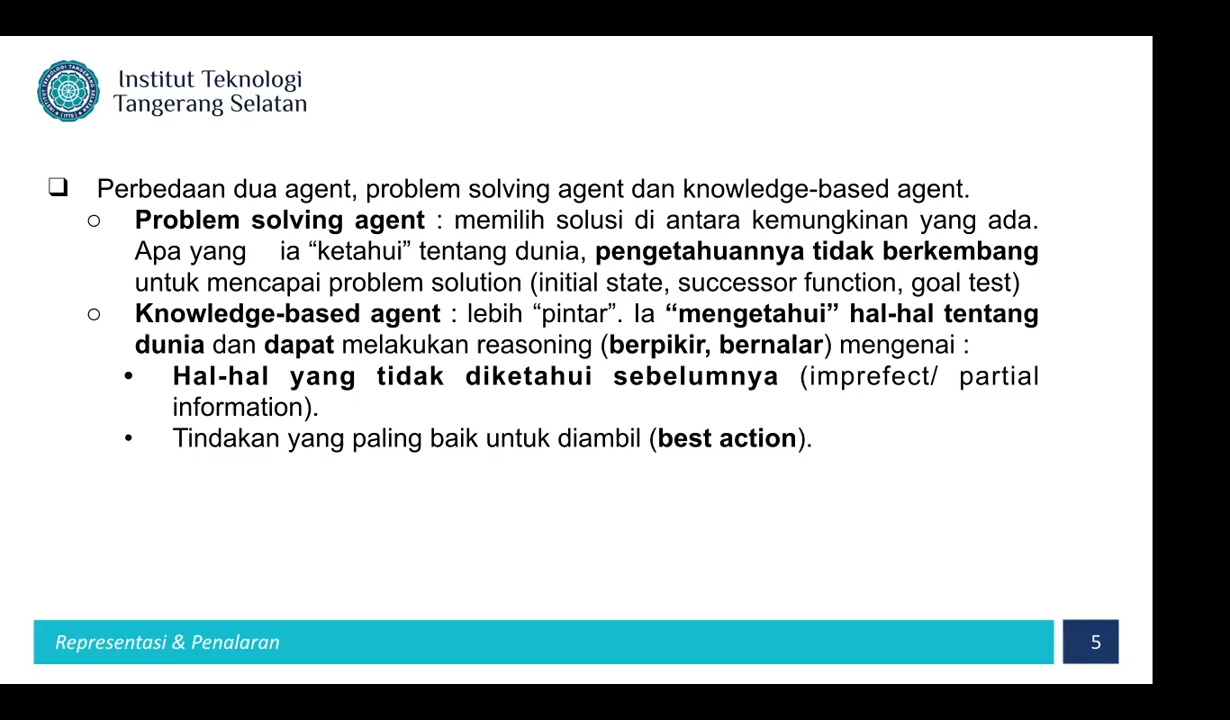 Institut Teknologi
Tangerang Selatan
❑ Perbedaan dua agent, problem solving agent dan knowledge-based agent.
○ Problem solving agent : memilih solusi di antara kemungkinan yang ada.
Apa yang ia “ketahui” tentang dunia, pengetahuannya tidak berkembang
untuk mencapai problem solution (initial state, successor function, goal test)
○ Knowledge-based agent : lebih “pintar”. Ia “mengetahui” hal-hal tentang
dunia dan dapat melakukan reasoning (berpikir, bernalar) mengenai :
• Hal-hal yang tidak diketahui sebelumnya (imprefect/ partial
information).
• Tindakan yang paling baik untuk diambil (best action).
Representasi & Penalaran
5